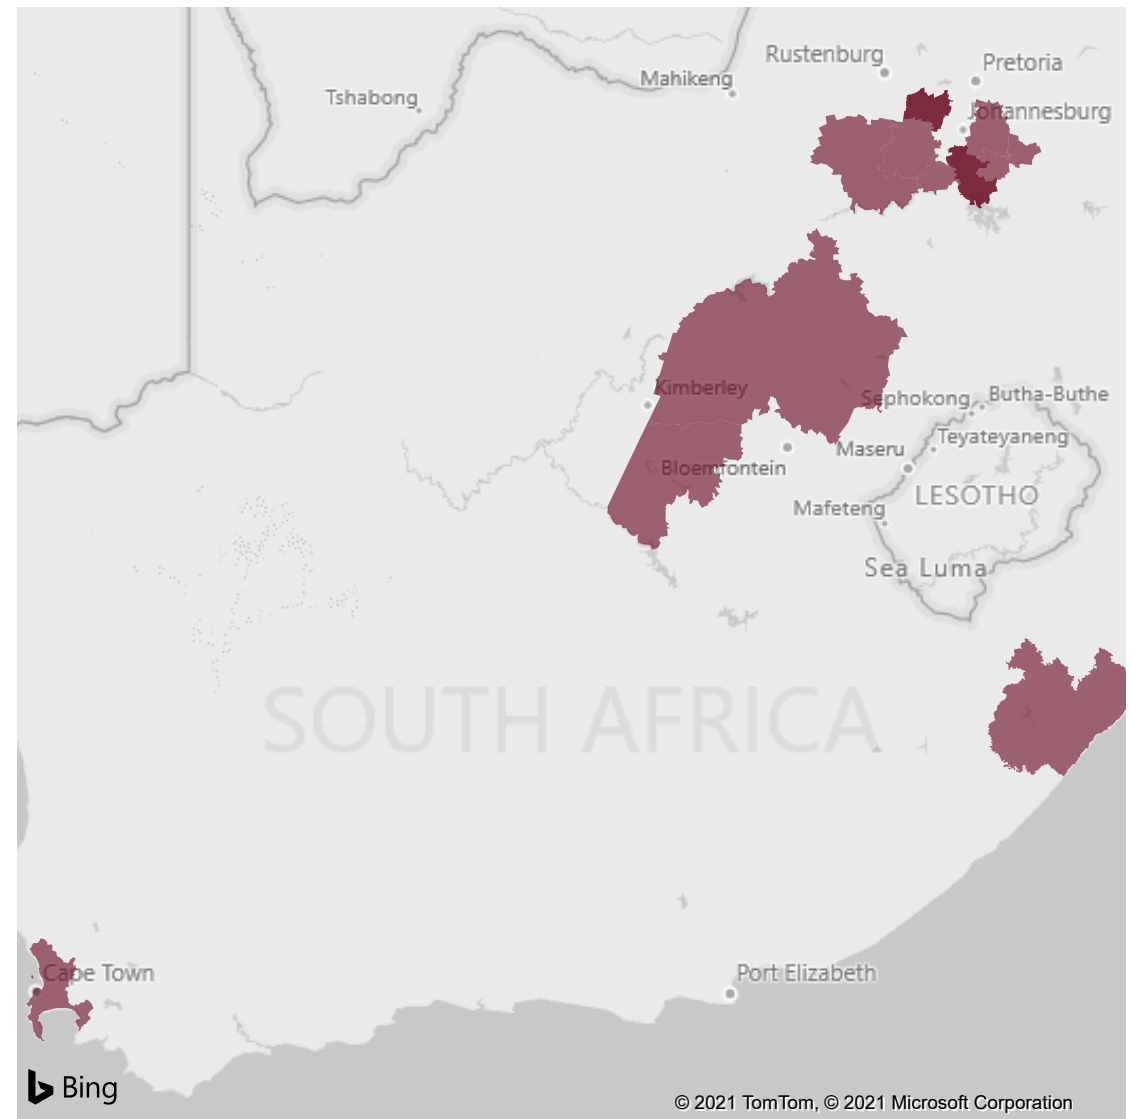 Rustenburg
Pretoria
Mahikeng
Tshabong
Johannesburg
Kimberley
Sephokong
Butha-Buthe
Teyateyaneng
Maseru
Bloemfontein
LESOTHO
Mafeteng
Sea Luma
SOUTH AFRICA
Cape Town
Port Elizabeth
Bing
© 2021 TomTom, © 2021 Microsoft Corporation